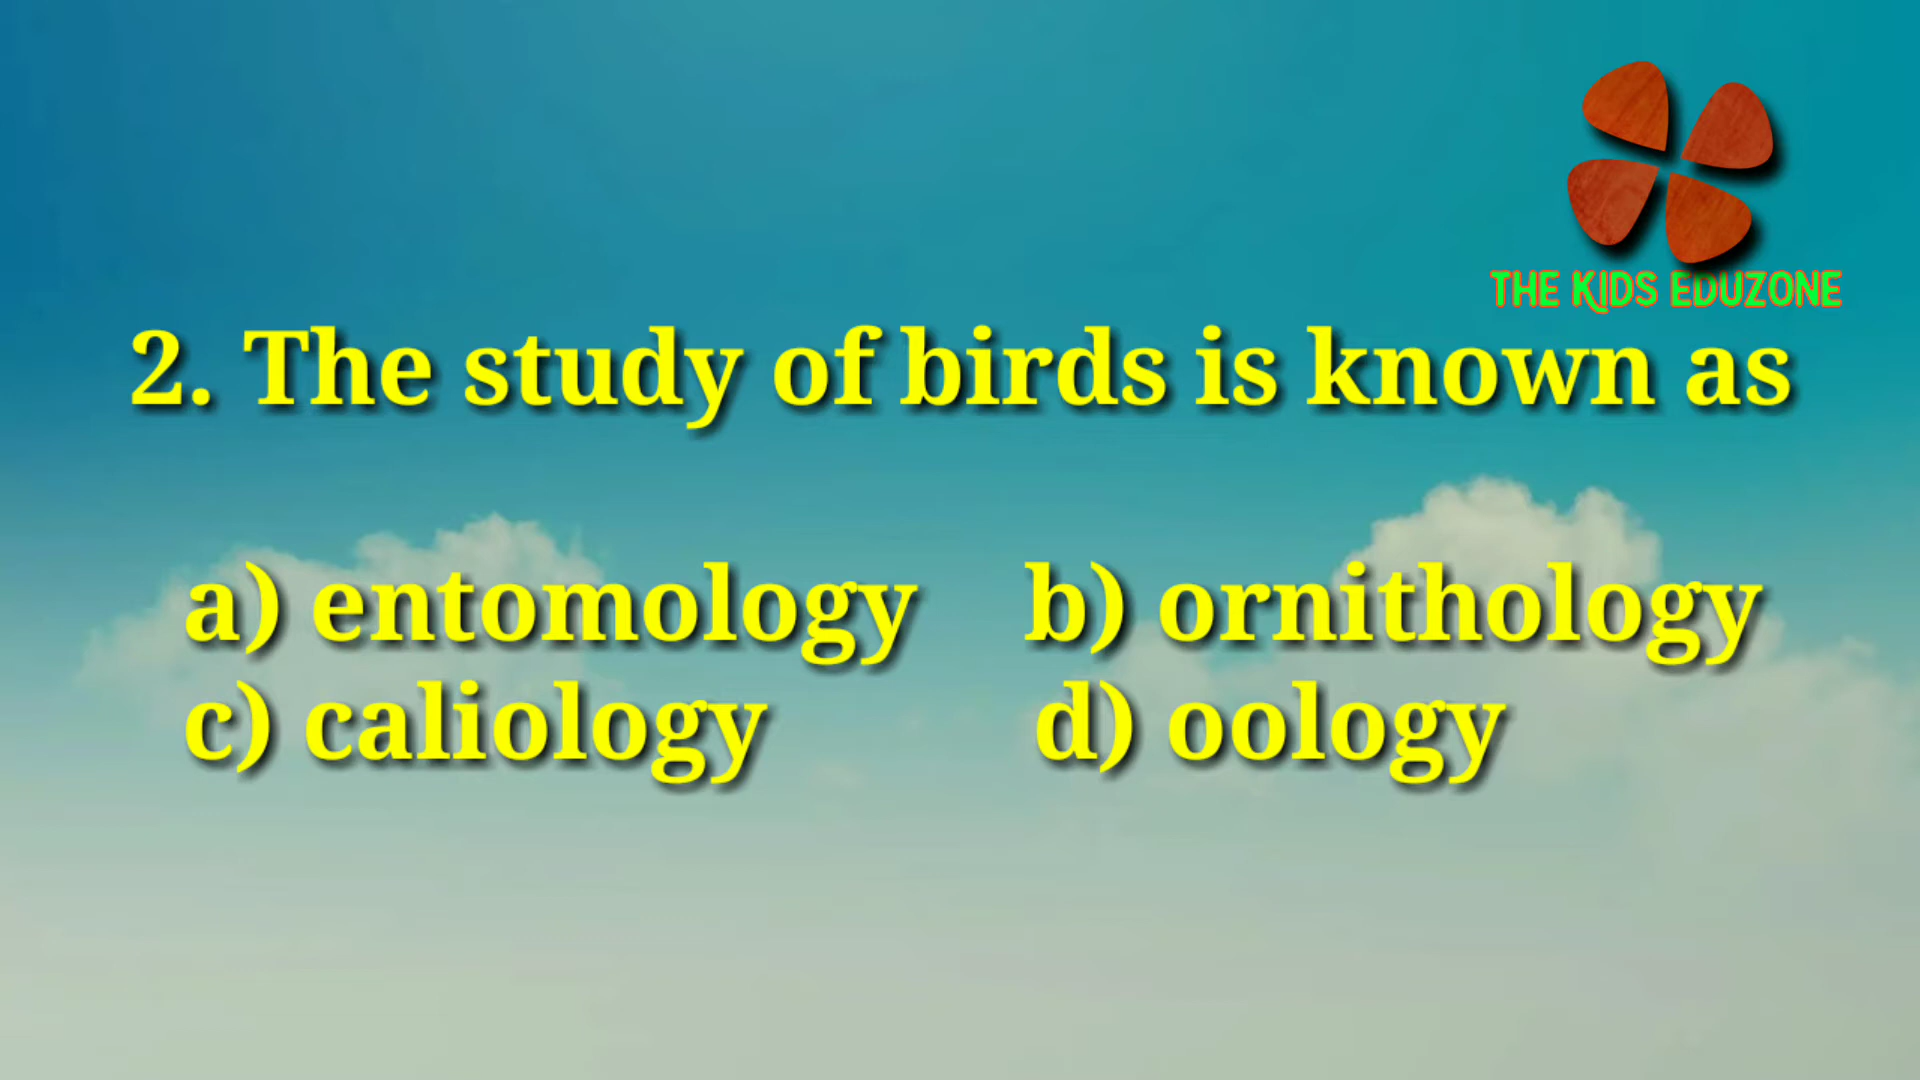 THE KIDS EDUZONE
2. The study of birds is known as
a) entomology b) ornithology
c) caliology d) oology